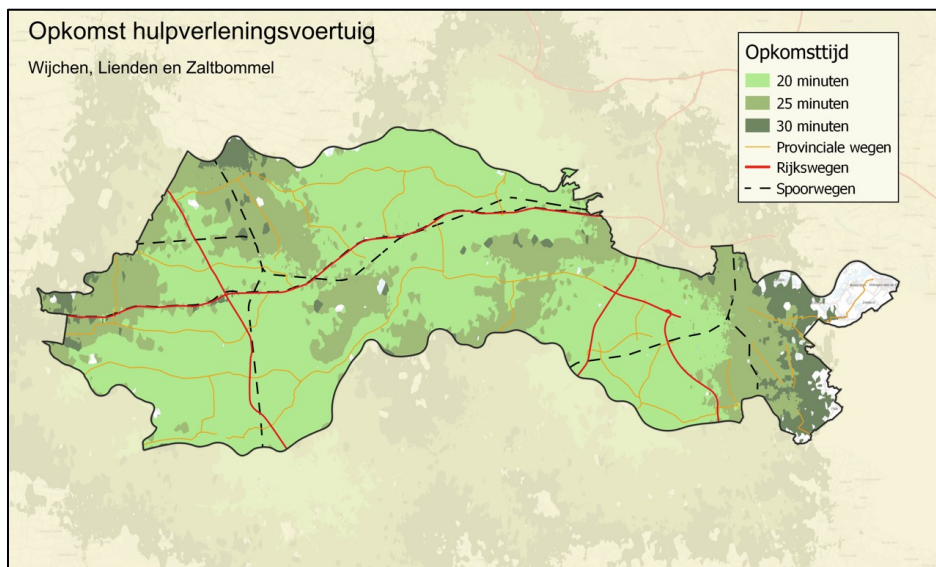 Opkomst hulpverleningsvoertuig
Wijchen, Lienden en Zaltbommel
Opkomsttijd
20 minuten
25 minuten
30 minuten
Provinciale wegen
Rijkswegen
Spoorwegen